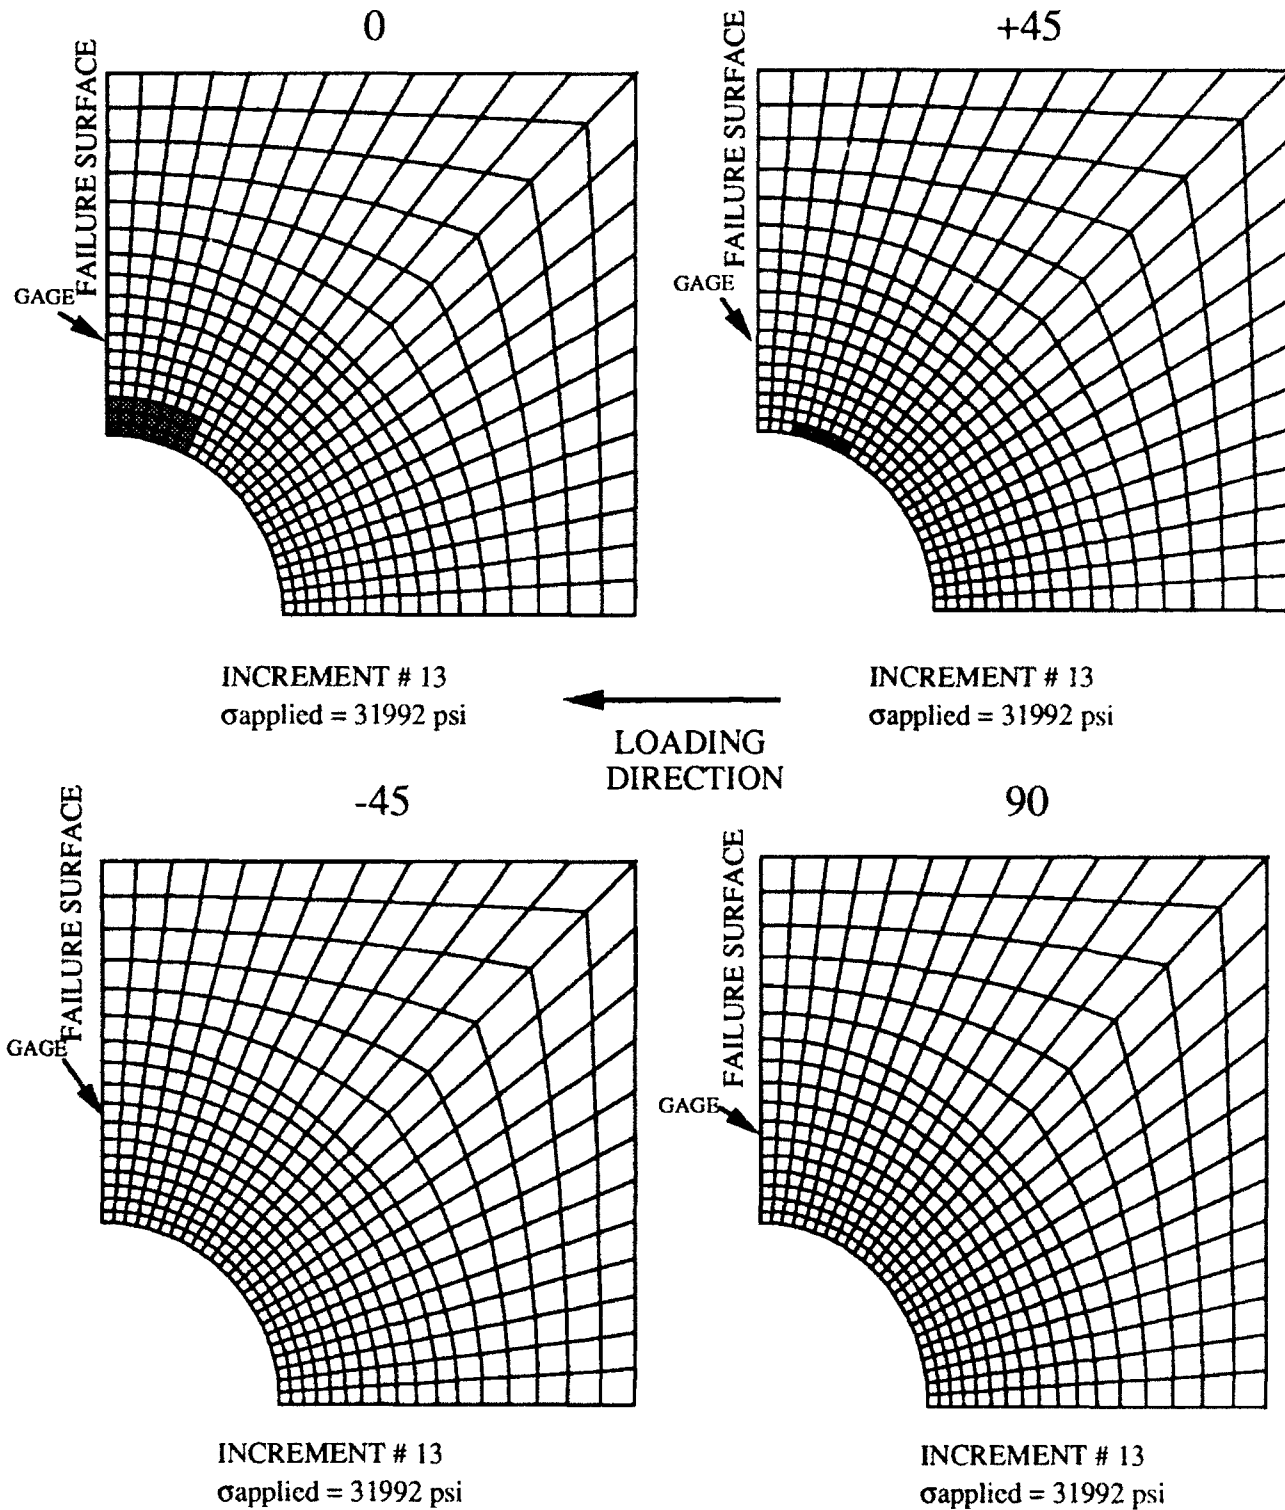 0
FAILURE SURFACE
GAGE
INCREMENT # 13
σapplied = 31992 psi
+45
FAILURE SURFACE
GAGE
INCREMENT # 13
σapplied = 31992 psi
LOADING
DIRECTION
-45
FAILURE SURFACE
GAGE
INCREMENT # 13
σapplied = 31992 psi
90
FAILURE SURFACE
GAGE
INCREMENT # 13
σapplied = 31992 psi